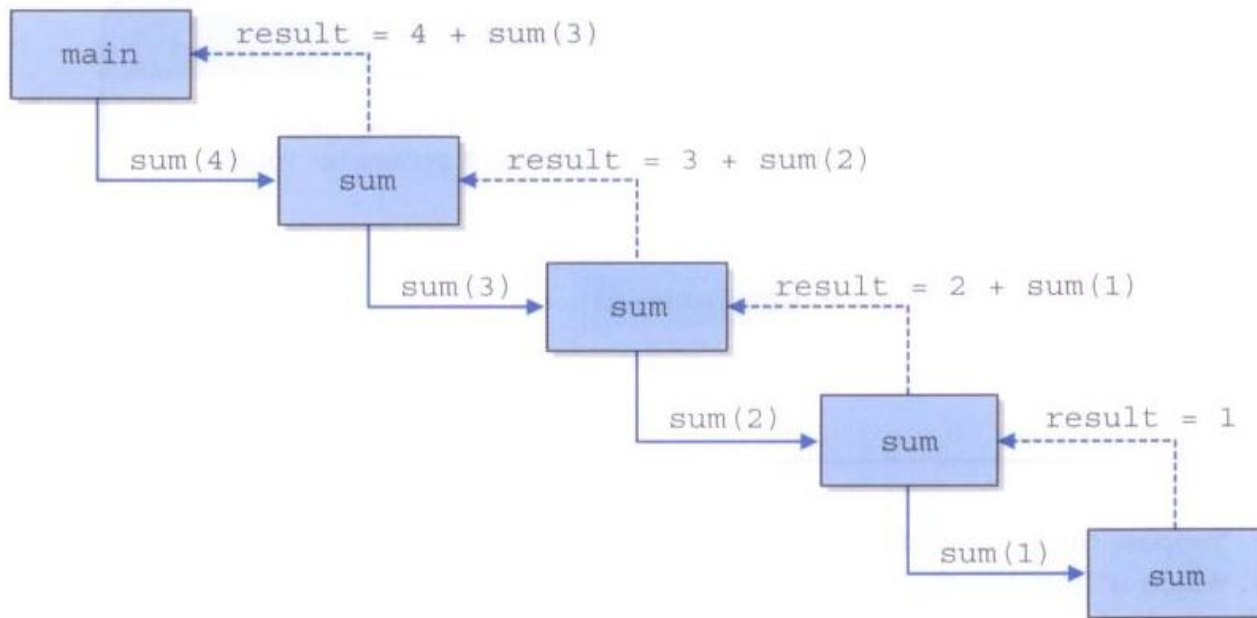 main
result = 4 + sum(3)
sum(4)
sum
result = 3 + sum(2)
sum(3)
sum
result = 2 + sum(1)
sum(2)
sum
result = 1
sum(1)
sum